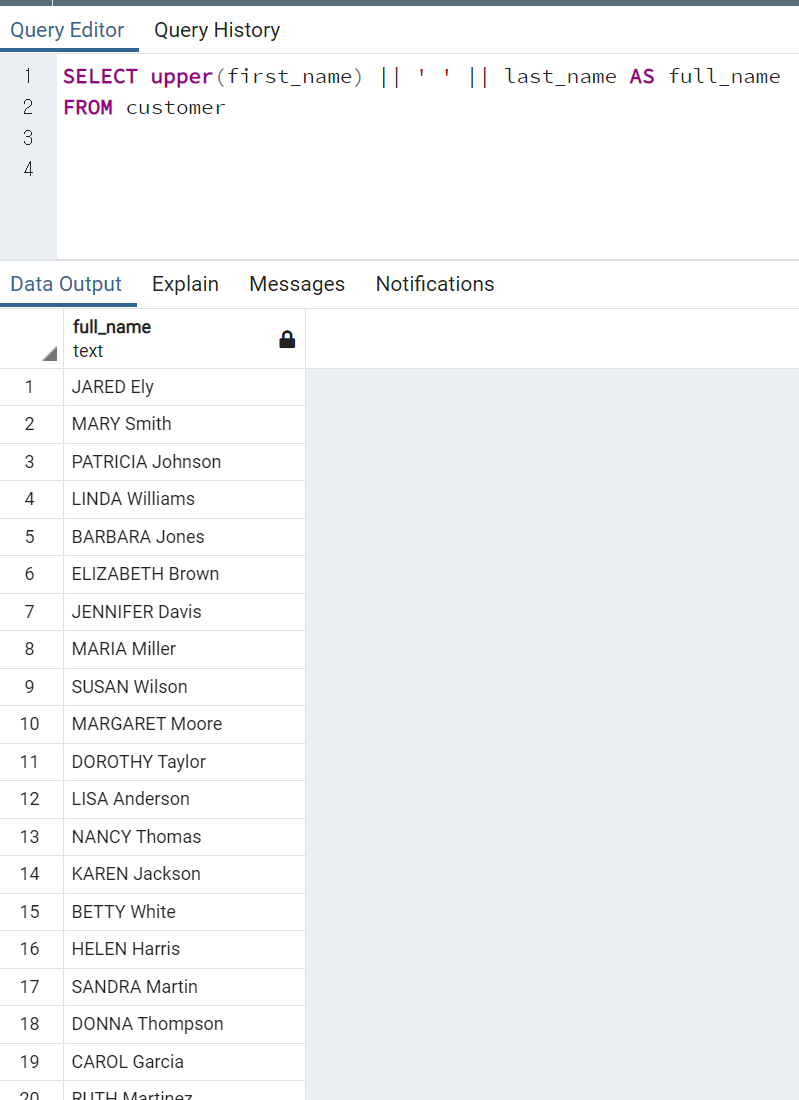 Query Editor Query History
1 SELECT upper(first_name) || ' ' || last_name AS full_name
2 FROM customer
3
4
Data Output Explain Messages Notifications
full_name
text
1 JARED Ely
2 MARY Smith
3 PATRICIA Johnson
4 LINDA Williams
5 BARBARA Jones
6 ELIZABETH Brown
7 JENNIFER Davis
8 MARIA Miller
9 SUSAN Wilson
10 MARGARET Moore
11 DOROTHY Taylor
12 LISA Anderson
13 NANCY Thomas
14 KAREN Jackson
15 BETTY White
16 HELEN Harris
17 SANDRA Martin
18 DONNA Thompson
19 CAROL Garcia
20 RUTH Martinez